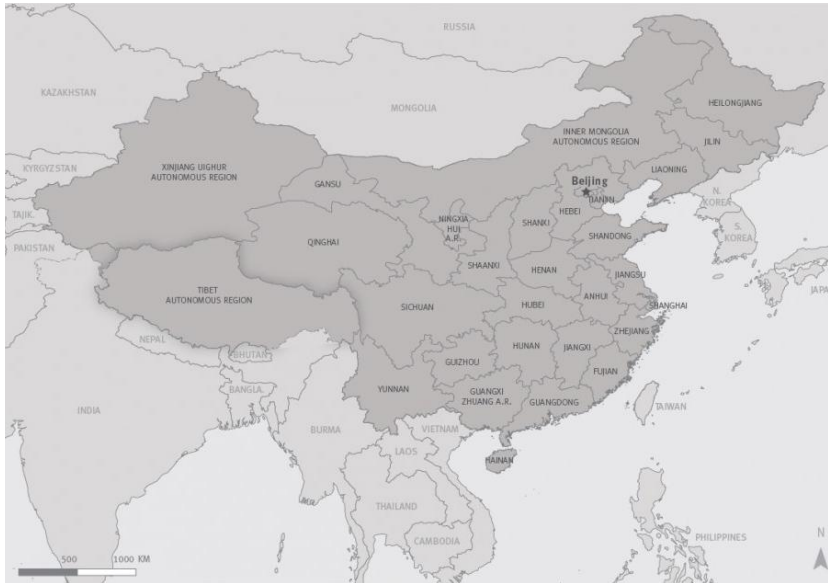 RUSSIA
KAZAKHSTAN
MONGOLIA
HEILONGJIANG
INNER MONGOLIA
AUTONOMOUS REGION
JILIN
KYRGYZSTAN
XINJIANG UIGHUR
AUTONOMOUS REGION
GANSU
LIAONING
Beijing
TIANJIN
N.
KOREA
TAJIK.
HEBEI
NINGXIA
HUI
A.R.
SHANXI
S.
KOREA
PAKISTAN
QINGHAI
SHANDONG
SHAANXI
HENAN
JIANGSU
TIBET
AUTONOMOUS REGION
JAPA
SICHUAN
HUBEI
ANHUI
SHANGHAI
ZHEJIANG
NEPAL
BHUTAN
HUNAN
JIANGXI
GUIZHOU
FUJIAN
YUNNAN
BANGLA.
GUANGXI
ZHUANG A.R.
GUANGDONG
TAIWAN
INDIA
BURMA
VIETNAM
LAOS
HAINAN
THAILAND
PHILIPPINES
CAMBODIA
N
500
1000 KM